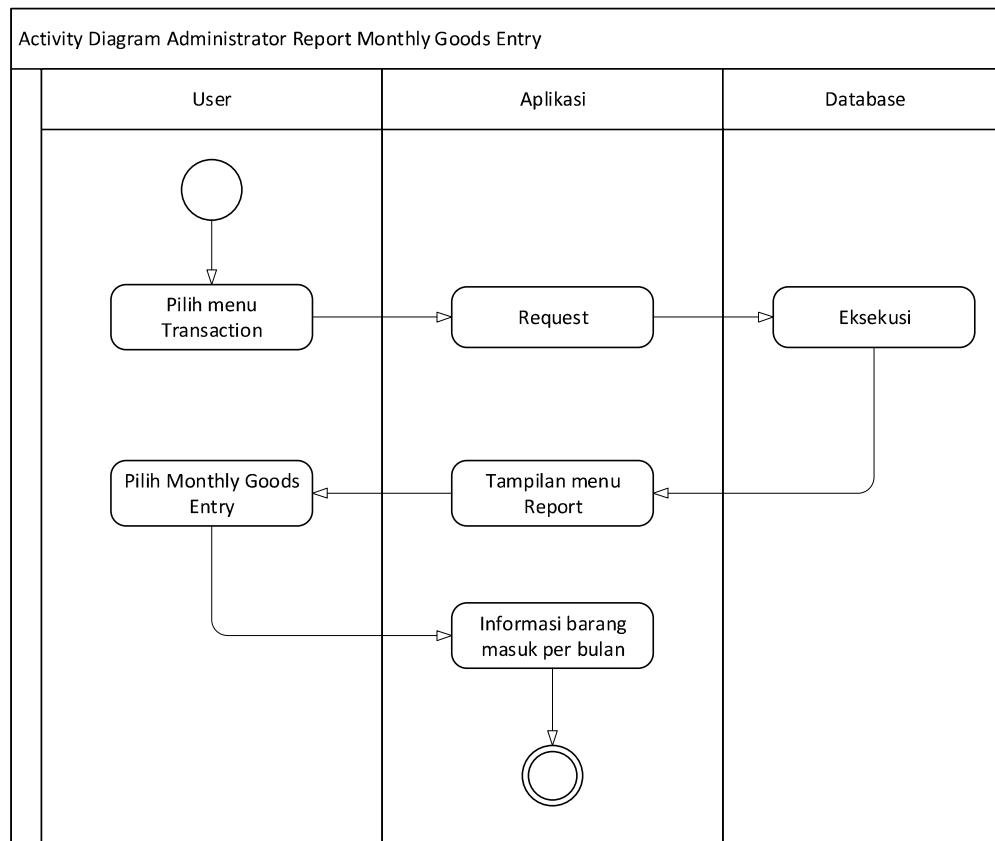 Activity Diagram Administrator Report Monthly Goods Entry
User
Aplikasi
Database
Pilih menu
Transaction
Request
Eksekusi
Pilih Monthly Goods
Entry
Tampilan menu
Report
Informasi barang
masuk per bulan